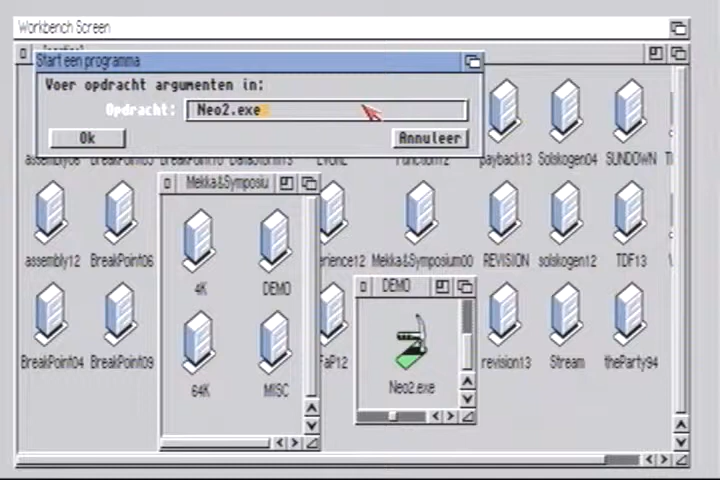 Workbench Screen
Start een programma
Voer opdracht argumenten in:
Opdracht: Neo2.exe
Ok Annuleer
payback13 Solskogen04 SUNDOWN
Mekka&Symposiu
assembly12 BreakPoint06 erience12 Mekka&Symposium00 REVISION solskogen12 TDF13
4K DEMO
DEMO
BreakPoint04 BreakPoint09 FaP12 Neo2.exe revision13 Stream theParty94
64K MISC